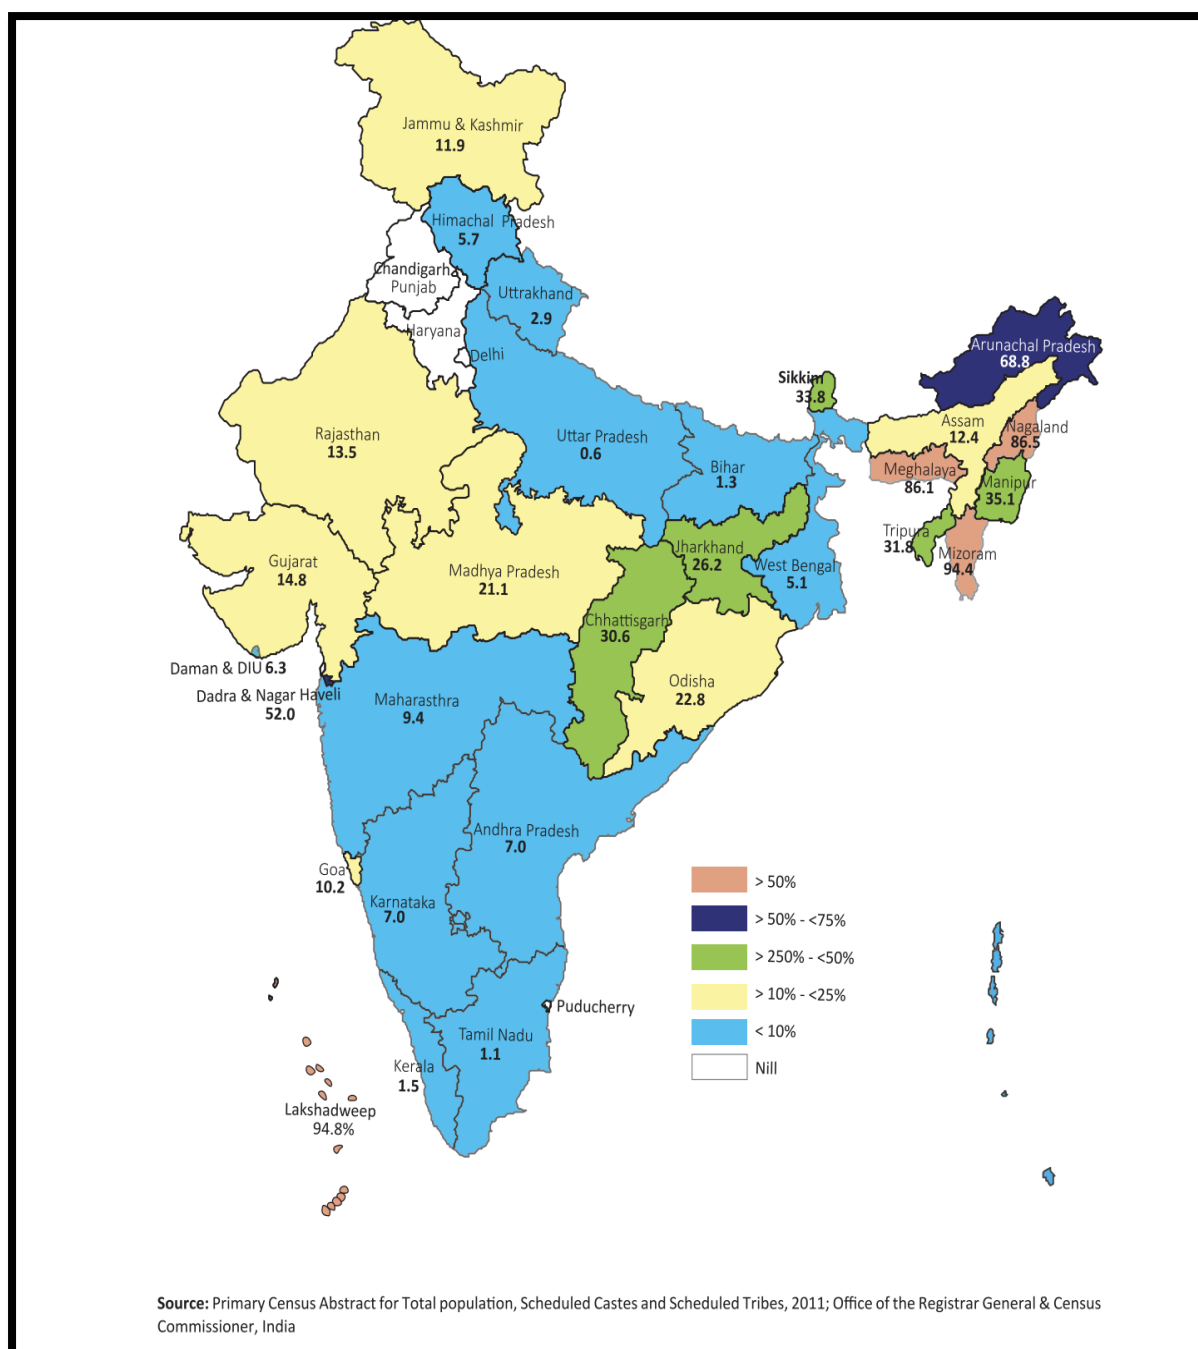 Jammu & Kashmir
11.9
Himachal Pradesh
5.7
Chandigarh
Punjab
Uttrakhand
2.9
Haryana
Delhi
Arunachal Pradesh
68.8
Sikkim
33.8
Rajasthan
13.5
Uttar Pradesh
0.6
Bihar
1.3
Assam
12.4
Nagaland
86.5
Meghalaya
86.1
Manipur
35.1
Tripura
31.8
Mizoram
94.4
Gujarat
14.8
Madhya Pradesh
21.1
Jharkhand
26.2
West Bengal
5.1
Chhattisgarh
30.6
Odisha
22.8
Daman & DIU 6.3
Dadra & Nagar Haveli
52.0
Maharasthra
9.4
Andhra Pradesh
7.0
Goa
10.2
Karnataka
7.0
Puducherry
Tamil Nadu
1.1
Kerala
1.5
Lakshadweep
94.8%
> 50%
> 50% - <75%
> 250% - <50%
> 10% - <25%
< 10%
Nill
Source: Primary Census Abstract for Total population, Scheduled Castes and Scheduled Tribes, 2011; Office of the Registrar General & Census
Commissioner, India